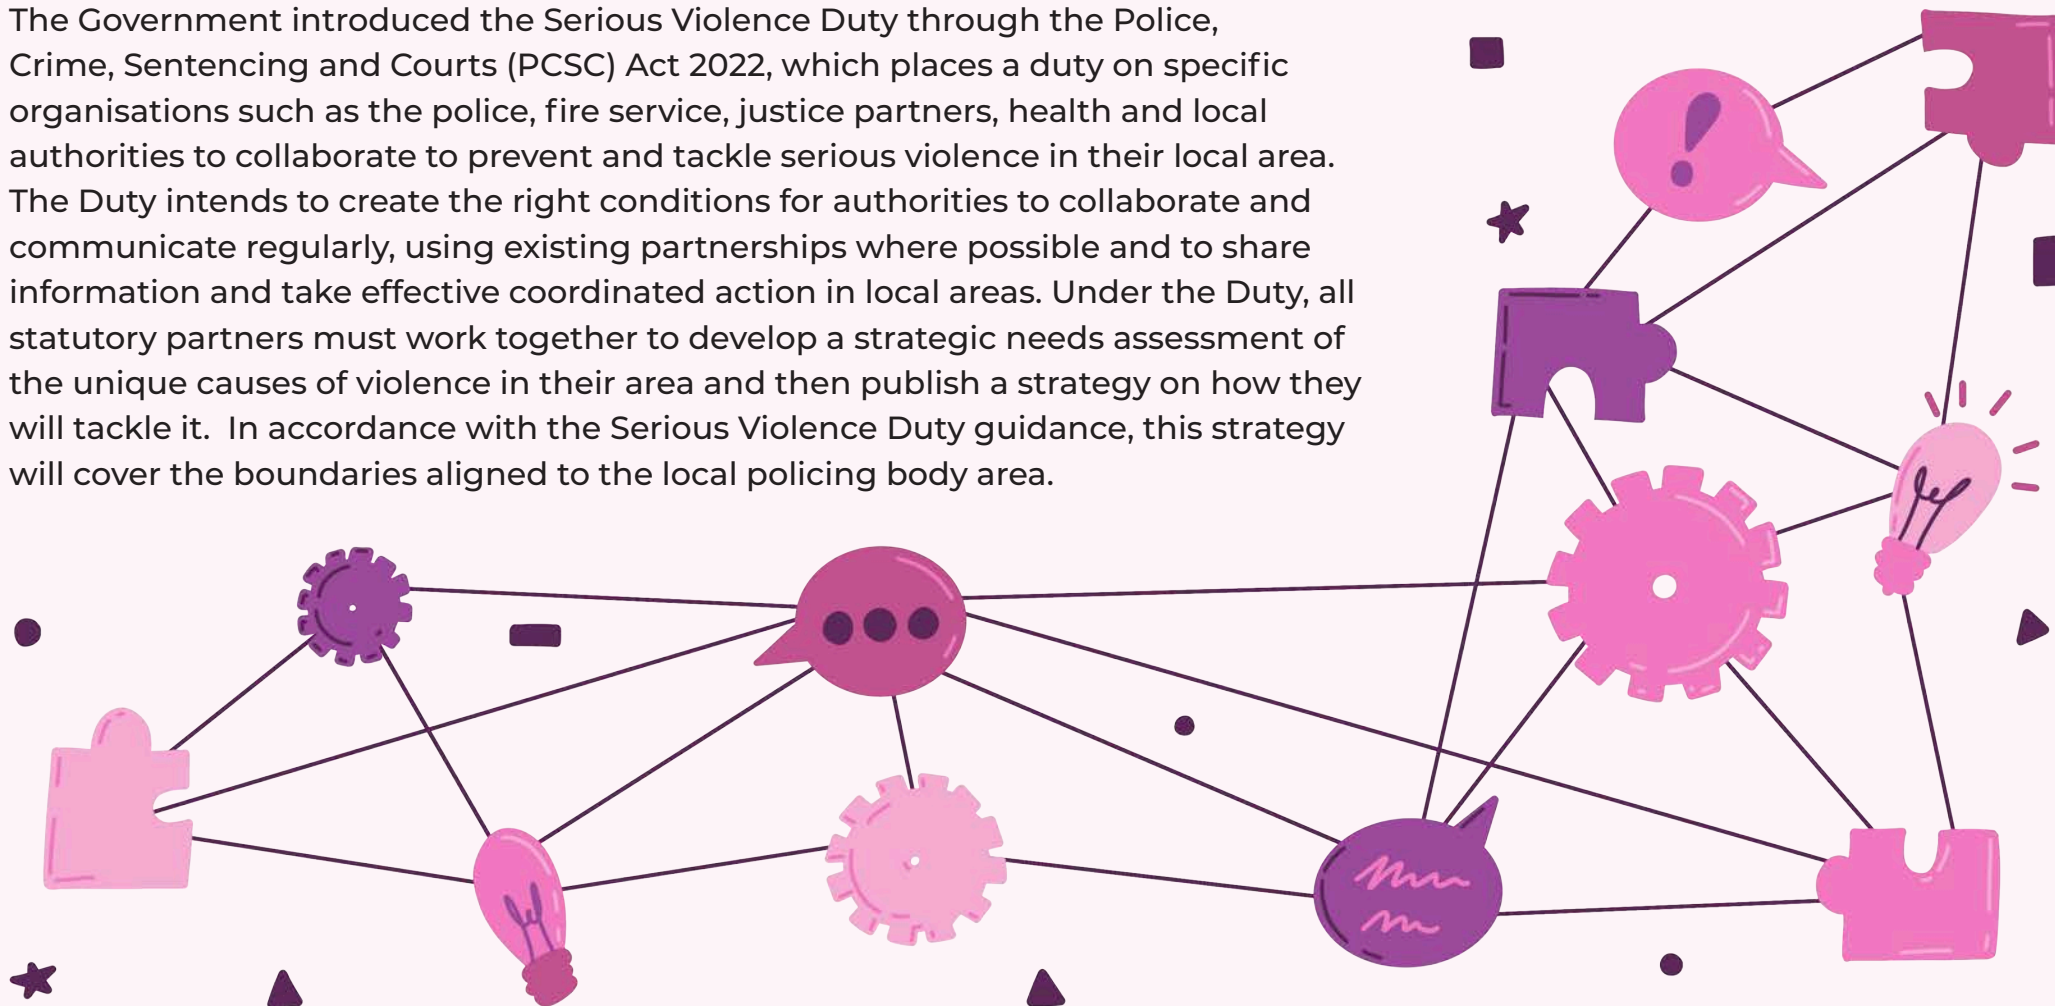 The Government introduced the Serious Violence Duty through the Police,
Crime, Sentencing and Courts (PCSC) Act 2022, which places a duty on specific
organisations such as the police, fire service, justice partners, health and local
authorities to collaborate to prevent and tackle serious violence in their local area.
The Duty intends to create the right conditions for authorities to collaborate and
communicate regularly, using existing partnerships where possible and to share
information and take effective coordinated action in local areas. Under the Duty, all
statutory partners must work together to develop a strategic needs assessment of
the unique causes of violence in their area and then publish a strategy on how they
will tackle it.  In accordance with the Serious Violence Duty guidance, this strategy
will cover the boundaries aligned to the local policing body area.